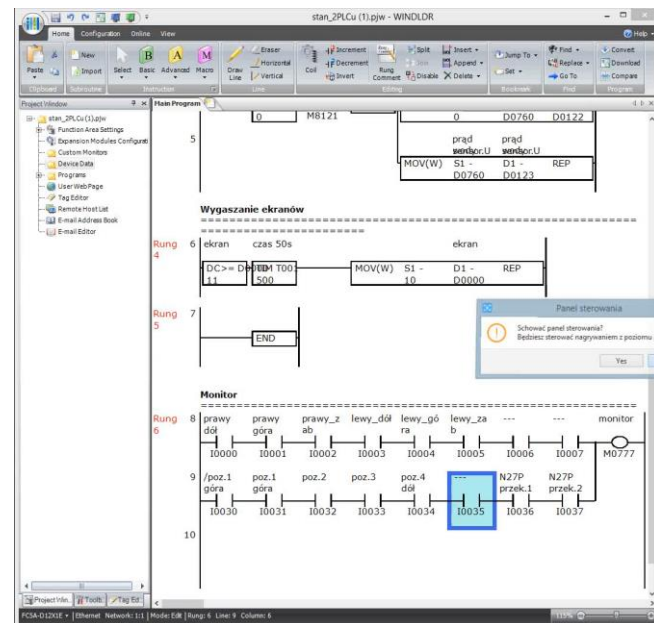 stan_2PLCu (1).pjw - WINDLDR
Home Configuration Online View Help
Paste New Import Select Basic Advanced Macro Draw Line Eraser Horizontal Vertical Coil Increment Decrement Invert Rung Comment Split Join Disable Insert Append Delete Jump To Set Find Replace Go To Convert Download Compare
Clipboard Subroutine Instruction Line Editing Bookmark Find Program
Project Window
Main Program
stan_2PLCu (1).pjw
Function Area Settings
Expansion Modules Configurati
Custom Monitors
Device Data
Programs
User Web Page
Tag Editor
Remote Host List
E-mail Address Book
E-mail Editor
0 M8121 0 D0760 D0122
5
prąd prąd
MOV(W) S1 - D1 - REP
D0760 D0123
Wygaszanie ekranów
Rung 6 ekran czas 50s ekran
4
DC>= TIM T001 MOV(W) S1 - D1 - REP
11 500 10 D0000
Rung 7
5
END
Panel sterowania
Schować panel sterowania?
Będziesz sterować nagrywaniem z poziomu
Yes
Monitor
Rung 8 prawy prawy prawy_z lewy_dół lewy_gó lewy_za --- --- monitor
6 dół góra ab ra b
I0000 I0001 I0002 I0003 I0004 I0005 I0006 I0007 M0777
9 /poz.1 poz.1 poz.2 poz.3 poz.4 --- N27P N27P
góra góra dół przek.1 przek.2
I0030 I0031 I0032 I0033 I0034 I0035 I0036 I0037
10
Project Win.. Toolb.. Tag Ed..
FC5A-D12X1E Ethernet Network: 1:1 Mode: Edit Rung: 6 Line: 9 Column: 6 115%